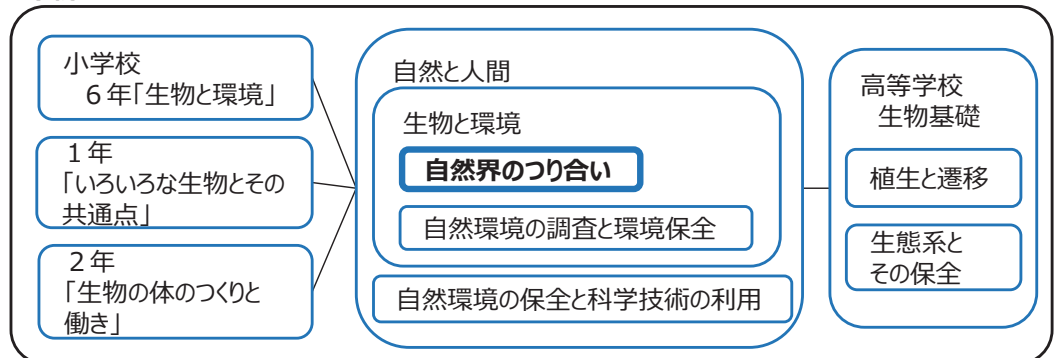 小学校
６年「生物と環境」
１年
「いろいろな生物とその
共通点」
２年
「生物の体のつくりと
働き」
自然と人間
生物と環境
自然界のつり合い
自然環境の調査と環境保全
自然環境の保全と科学技術の利用
高等学校
生物基礎
植生と遷移
生態系と
その保全